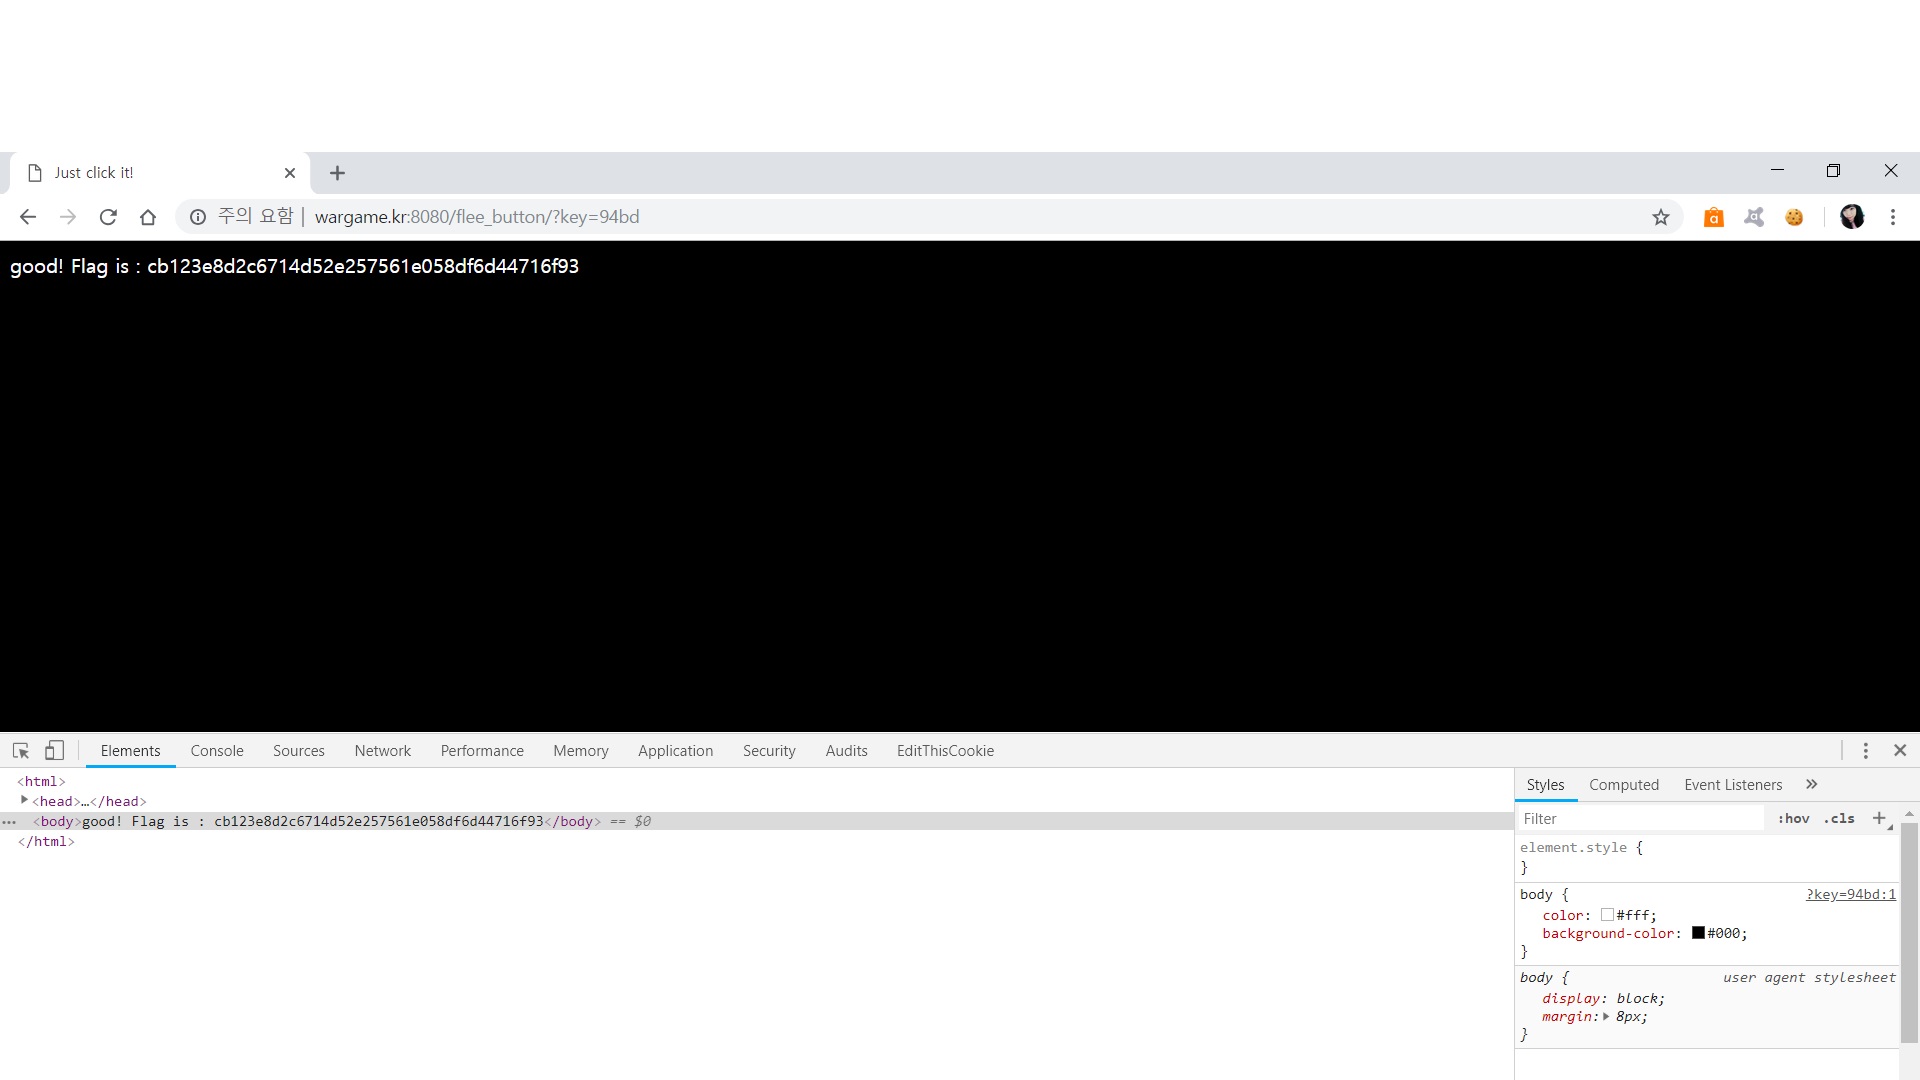 Just click it!
주의 요함 | wargame.kr:8080/flee_button/?key=94bd
good! Flag is : cb123e8d2c6714d52e257561e058df6d44716f93
Elements Console Sources Network Performance Memory Application Security Audits EditThisCookie
<html>
<head>…</head>
<body>good! Flag is : cb123e8d2c6714d52e257561e058df6d44716f93</body> == $0
</html>
Styles Computed Event Listeners »
Filter :hov .cls +
element.style {
}
body { ?key=94bd:1
color: #fff;
background-color: #000;
}
body { user agent stylesheet
display: block;
margin: 8px;
}